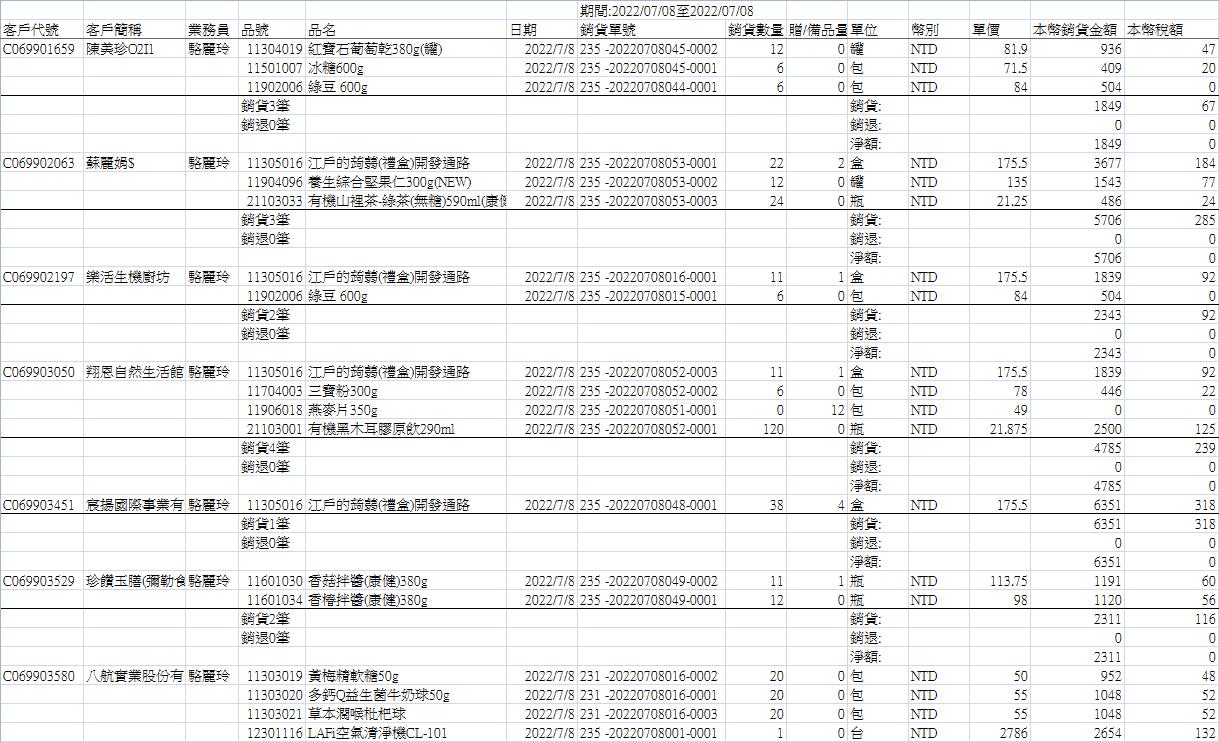 期間:2022/07/08至2022/07/08
客戶代號 客戶簡稱 業務員 品號 品名 日期 銷貨單號 銷貨數量 贈/備品量 單位 幣別 單價 本幣銷貨金額 本幣稅額
C069901659 陳美珍O2I1 駱麗玲 11304019 紅寶石葡萄乾380g(罐) 2022/7/8 235 -20220708045-0002 12 0 罐 NTD 81.9 936 47
11501007 冰糖600g 2022/7/8 235 -20220708045-0001 6 0 包 NTD 71.5 409 20
11902006 綠豆 600g 2022/7/8 235 -20220708044-0001 6 0 包 NTD 84 504 0
銷貨3筆 銷貨: 1849 67
銷退0筆 銷退: 0 0
淨額: 1849 0
C069902063 蘇麗娟$ 駱麗玲 11305016 江戶的蒟蒻(禮盒)開發通路 2022/7/8 235 -20220708053-0001 22 2 盒 NTD 175.5 3677 184
11904096 養生綜合堅果仁300g(NEW) 2022/7/8 235 -20220708053-0002 12 0 罐 NTD 135 1543 77
21103033 有機山裡茶-綠茶(無糖)590ml(康健 2022/7/8 235 -20220708053-0003 24 0 瓶 NTD 21.25 486 24
銷貨3筆 銷貨: 5706 285
銷退0筆 銷退: 0 0
淨額: 5706 0
C069902197 樂活生機廚坊 駱麗玲 11305016 江戶的蒟蒻(禮盒)開發通路 2022/7/8 235 -20220708016-0001 11 1 盒 NTD 175.5 1839 92
11902006 綠豆 600g 2022/7/8 235 -20220708015-0001 6 0 包 NTD 84 504 0
銷貨2筆 銷貨: 2343 92
銷退0筆 銷退: 0 0
淨額: 2343 0
C069903050 翔恩自然生活館 駱麗玲 11305016 江戶的蒟蒻(禮盒)開發通路 2022/7/8 235 -20220708052-0003 11 1 盒 NTD 175.5 1839 92
11704003 三寶粉300g 2022/7/8 235 -20220708052-0002 6 0 包 NTD 78 446 22
11906018 燕麥片350g 2022/7/8 235 -20220708051-0001 0 12 包 NTD 49 0 0
21103001 有機黑木耳膠原飲290ml 2022/7/8 235 -20220708052-0001 120 0 瓶 NTD 21.875 2500 125
銷貨4筆 銷貨: 4785 239
銷退0筆 銷退: 0 0
淨額: 4785 0
C069903451 宸揚國際事業有 駱麗玲 11305016 江戶的蒟蒻(禮盒)開發通路 2022/7/8 235 -20220708048-0001 38 4 盒 NTD 175.5 6351 318
銷貨1筆 銷貨: 6351 318
銷退0筆 銷退: 0 0
淨額: 6351 0
C069903529 珍饌玉膳(彌勒食 駱麗玲 11601030 香菇拌醬(康健)380g 2022/7/8 235 -20220708049-0002 11 1 瓶 NTD 113.75 1191 60
11601034 香椿拌醬(康健)380g 2022/7/8 235 -20220708049-0001 12 0 瓶 NTD 98 1120 56
銷貨2筆 銷貨: 2311 116
銷退0筆 銷退: 0 0
淨額: 2311 0
C069903580 八航實業股份有 駱麗玲 11303019 黃梅精軟糖50g 2022/7/8 231 -20220708016-0002 20 0 包 NTD 50 952 48
11303020 多鈣Q益生菌牛奶球50g 2022/7/8 231 -20220708016-0001 20 0 包 NTD 55 1048 52
11303021 草本潤喉枇杷球 2022/7/8 231 -20220708016-0003 20 0 包 NTD 55 1048 52
12301116 LAFi空氣清淨機CL-101 2022/7/8 231 -20220708001-0001 1 0 台 NTD 2786 2654 132